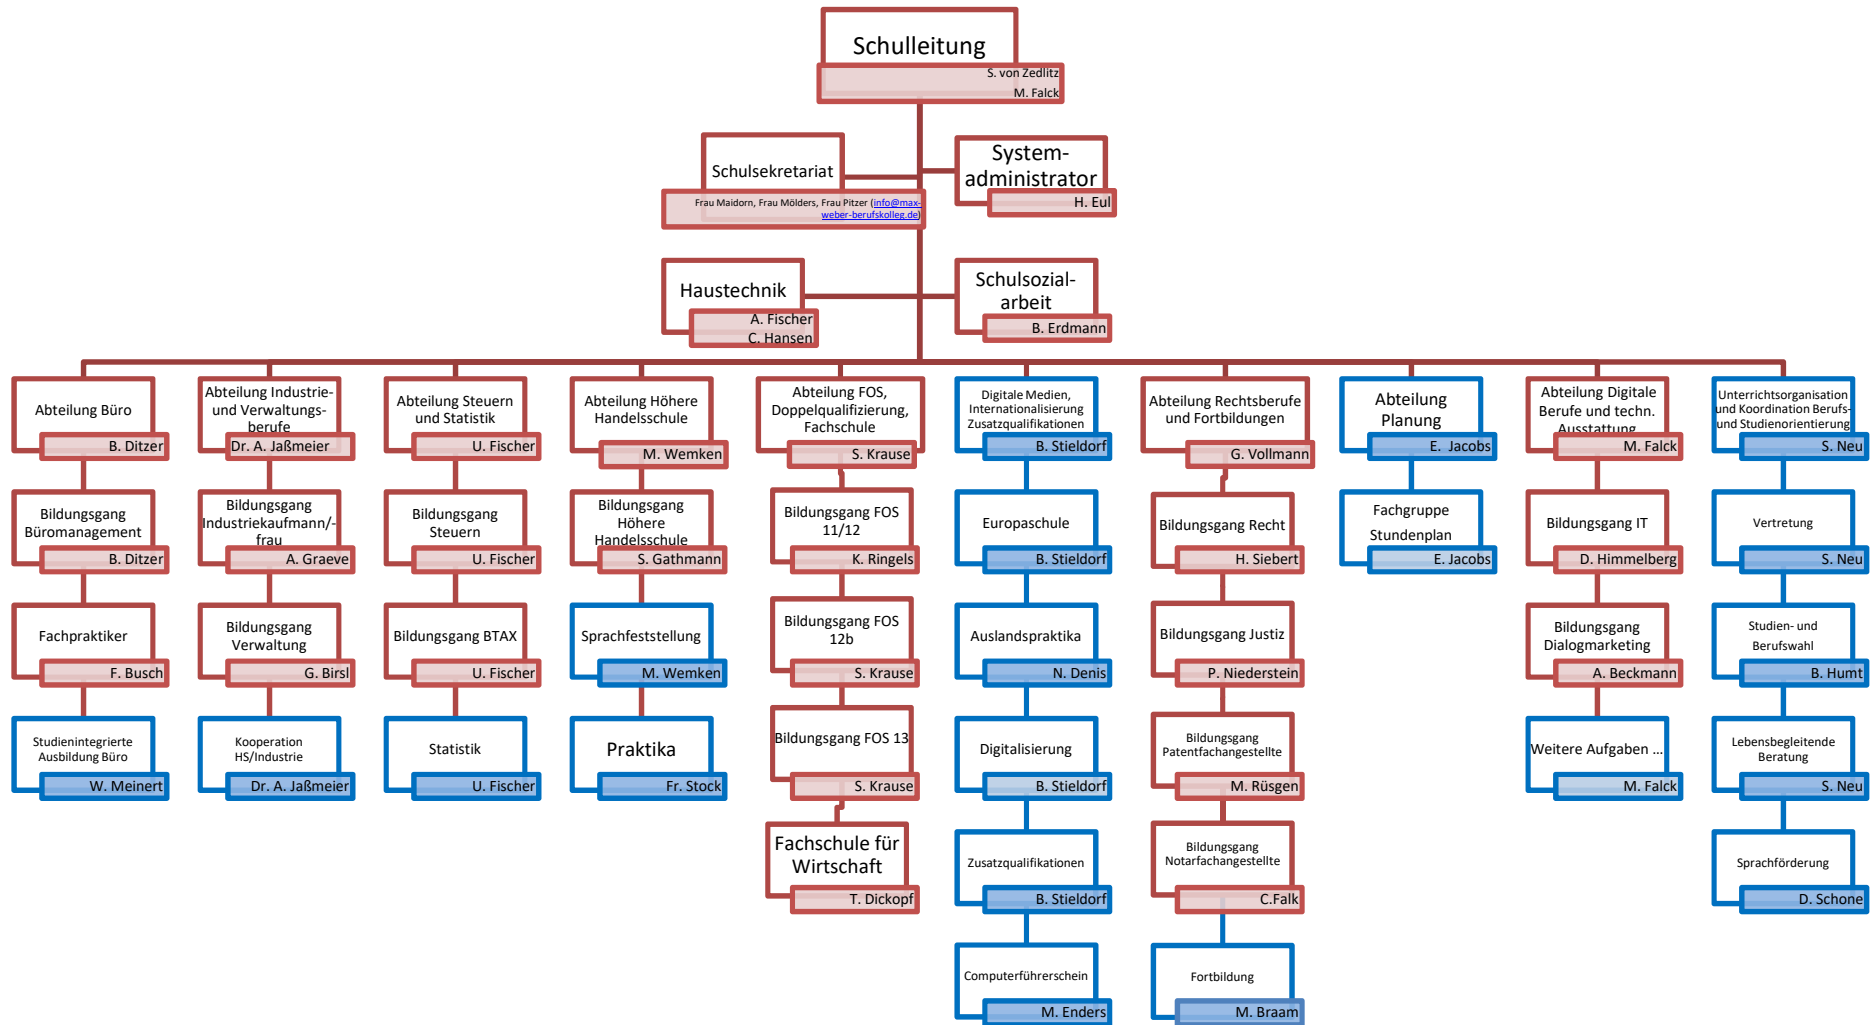 Schulleitung
S. von Zedlitz
M. Falck
Schulsekretariat
Frau Maidorn, Frau Mölders, Frau Pitzer (info@max-
weber-berufskolleg.de)
System-
administrator
H. Eul
Haustechnik
A. Fischer
C. Hansen
Schulsozial-
arbeit
B. Erdmann
Abteilung Büro
B. Ditzer
Bildungsgang
Büromanagement
B. Ditzer
Fachpraktiker
F. Busch
Studienintegrierte
Ausbildung Büro
W. Meinert
Abteilung Industrie-
und Verwaltungs-
berufe
Dr. A. Jaßmeier
Bildungsgang
Industriekaufmann/-
frau
A. Graeve
Bildungsgang
Verwaltung
G. Birsl
Kooperation
HS/Industrie
Dr. A. Jaßmeier
Abteilung Steuern
und Statistik
U. Fischer
Bildungsgang
Steuern
U. Fischer
Bildungsgang BTAX
U. Fischer
Statistik
U. Fischer
Abteilung Höhere
Handelsschule
M. Wemken
Bildungsgang
Höhere
Handelsschule
S. Gathmann
Sprachfeststellung
M. Wemken
Praktika
Fr. Stock
Abteilung FOS,
Doppelqualifizierung,
Fachschule
S. Krause
Bildungsgang FOS
11/12
K. Ringels
Bildungsgang FOS
12b
S. Krause
Bildungsgang FOS 13
S. Krause
Fachschule für
Wirtschaft
T. Dickopf
Digitale Medien,
Internationalisierung
Zusatzqualifikationen
B. Stieldorf
Europaschule
B. Stieldorf
Auslandspraktika
N. Denis
Digitalisierung
B. Stieldorf
Zusatzqualifikationen
B. Stieldorf
Computerführerschein
M. Enders
Abteilung Rechtsberufe
und Fortbildungen
G. Vollmann
Bildungsgang Recht
H. Siebert
Bildungsgang Justiz
P. Niederstein
Bildungsgang
Patentfachangestellte
M. Rüsgen
Bildungsgang
Notarfachangestellte
C.Falk
Fortbildung
M. Braam
Abteilung
Planung
E. Jacobs
Fachgruppe
Stundenplan
E. Jacobs
Abteilung Digitale
Berufe und techn.
Ausstattung
M. Falck
Bildungsgang IT
D. Himmelberg
Bildungsgang
Dialogmarketing
A. Beckmann
Weitere Aufgaben ...
M. Falck
Unterrichtsorganisation
und Koordination Berufs-
und Studienorientierung
S. Neu
Vertretung
S. Neu
Studien- und
Berufswahl
B. Humt
Lebensbegleitende
Beratung
S. Neu
Sprachförderung
D. Schone